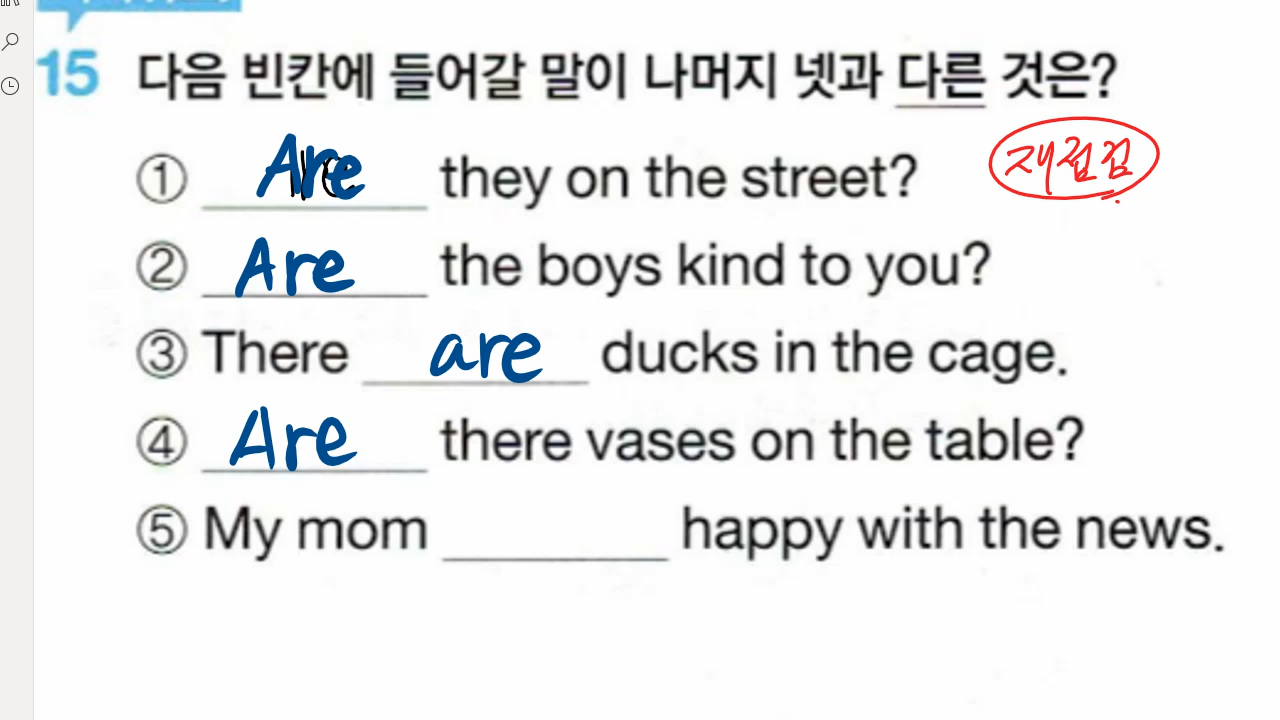 15 다음 빈칸에 들어갈 말이 나머지 넷과 다른 것은?
① Are they on the street?
재점검
② Are the boys kind to you?
③ There are ducks in the cage.
④ Are there vases on the table?
⑤ My mom ________ happy with the news.